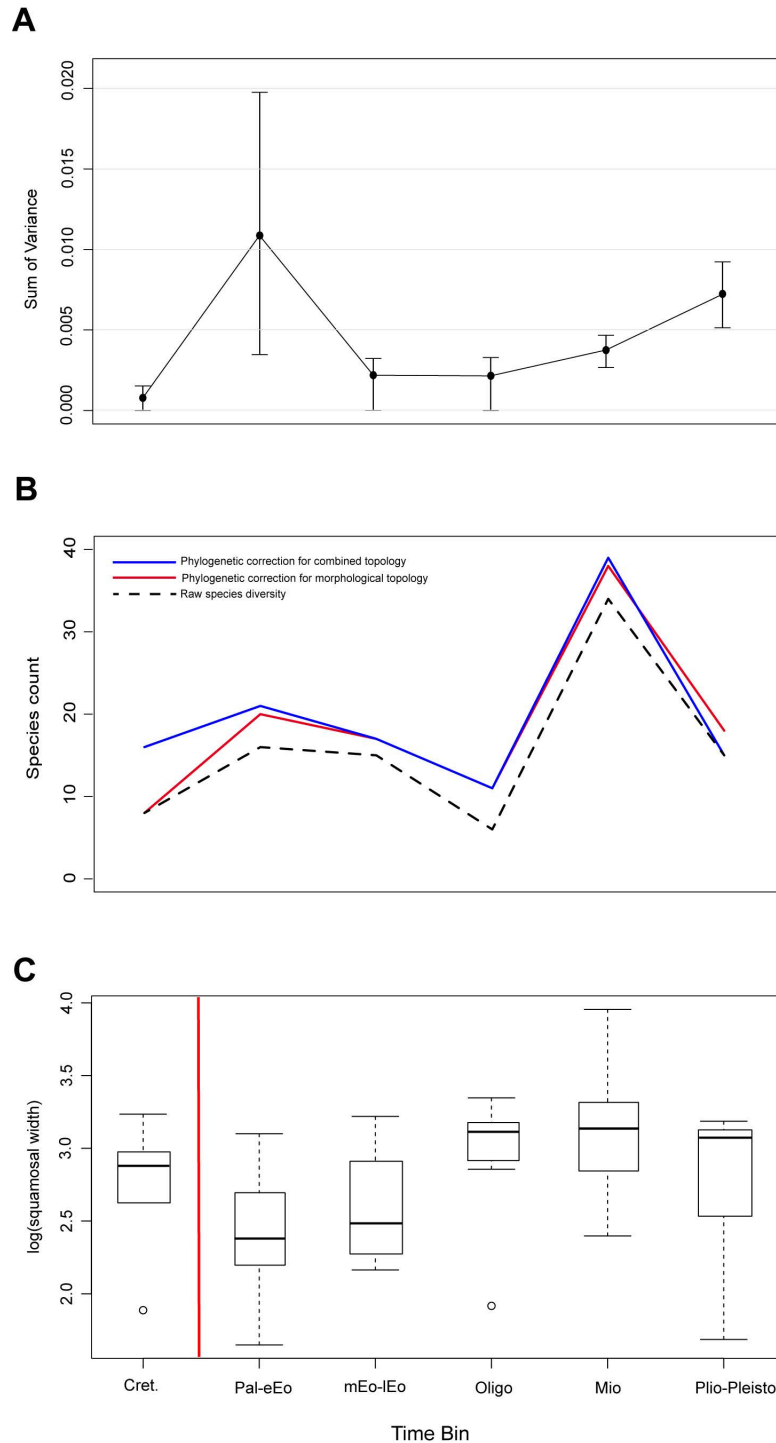 A
Sum of Variance
0.020
0.015
0.010
0.005
0.000
B
Species count
40
30
20
10
0
Phylogenetic correction for combined topology
Phylogenetic correction for morphological topology
Raw species diversity
C
log(squamosal width)
4.0
3.5
3.0
2.5
2.0
Cret. Pal-eEo mEo-lEo Oligo Mio Plio-Pleisto
Time Bin